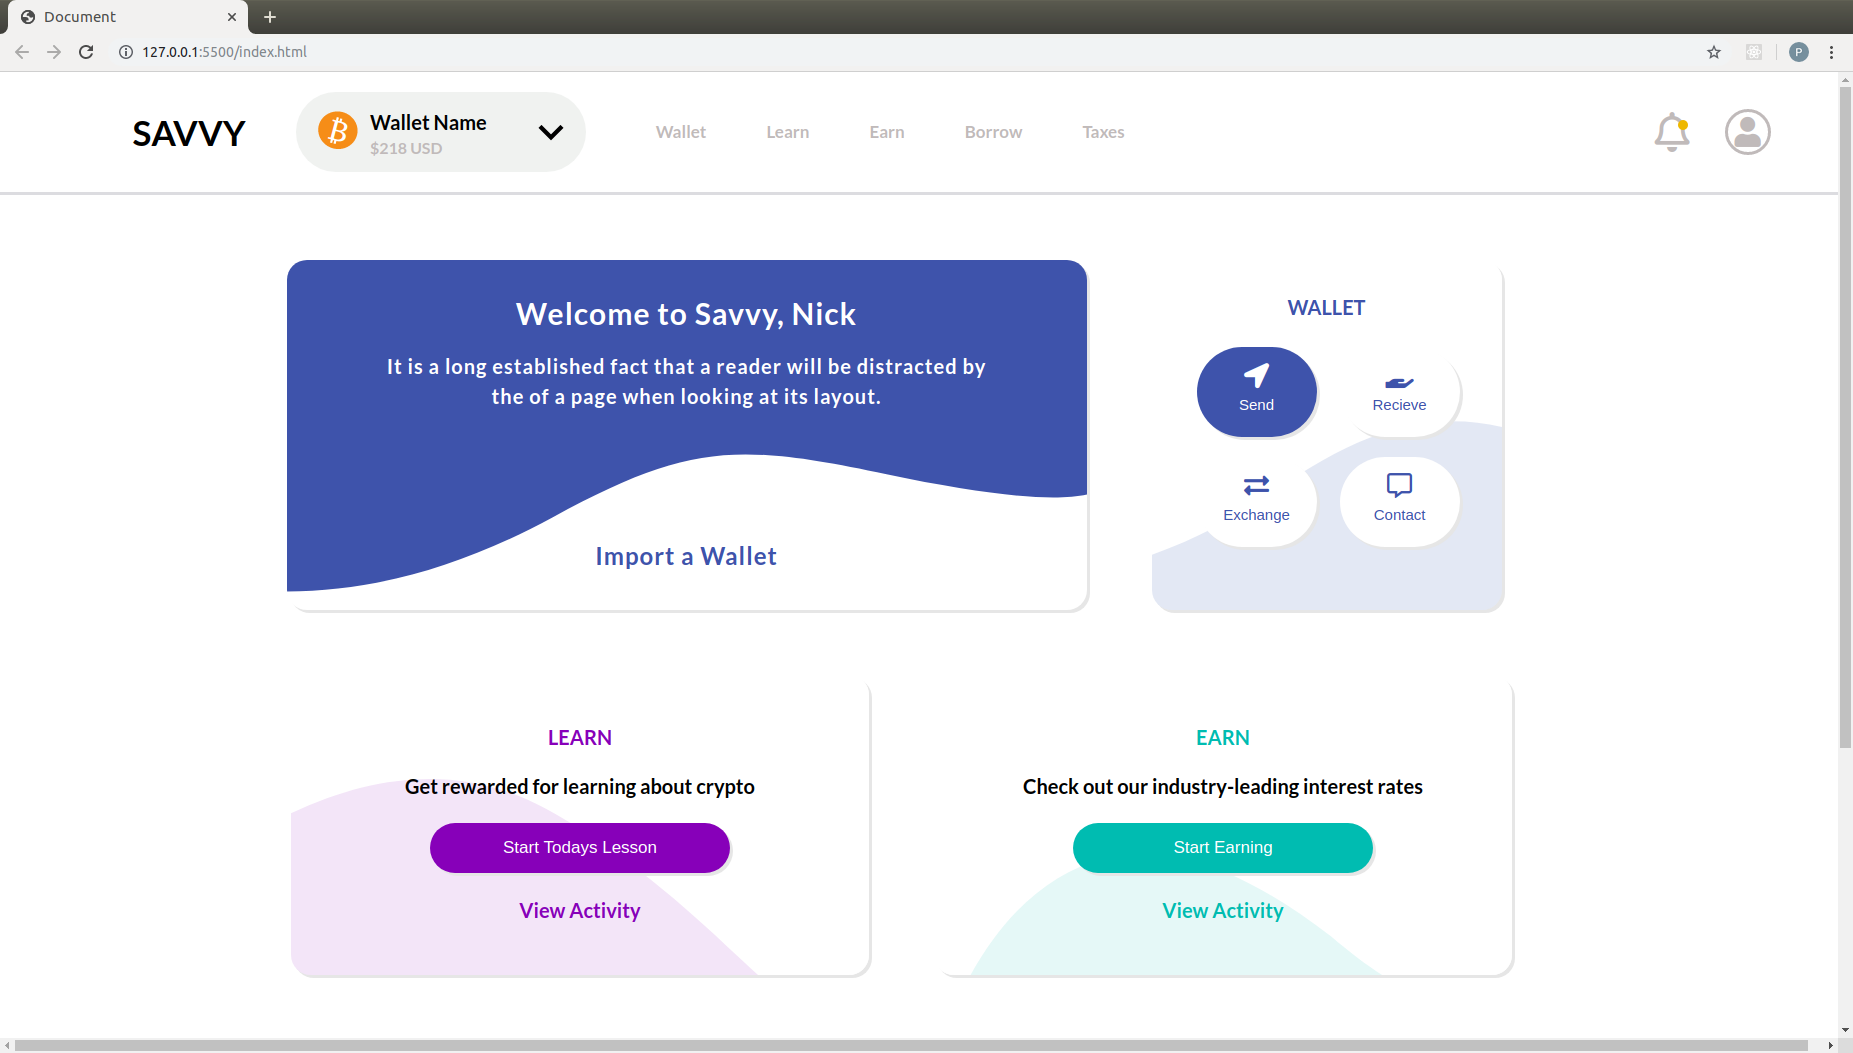 Document
127.0.0.1:5500/index.html
P
SAVVY
Wallet Name
$218 USD
Wallet
Learn
Earn
Borrow
Taxes
Welcome to Savvy, Nick
It is a long established fact that a reader will be distracted by
the of a page when looking at its layout.
Import a Wallet
WALLET
Send
Recieve
Exchange
Contact
LEARN
Get rewarded for learning about crypto
Start Todays Lesson
View Activity
EARN
Check out our industry-leading interest rates
Start Earning
View Activity